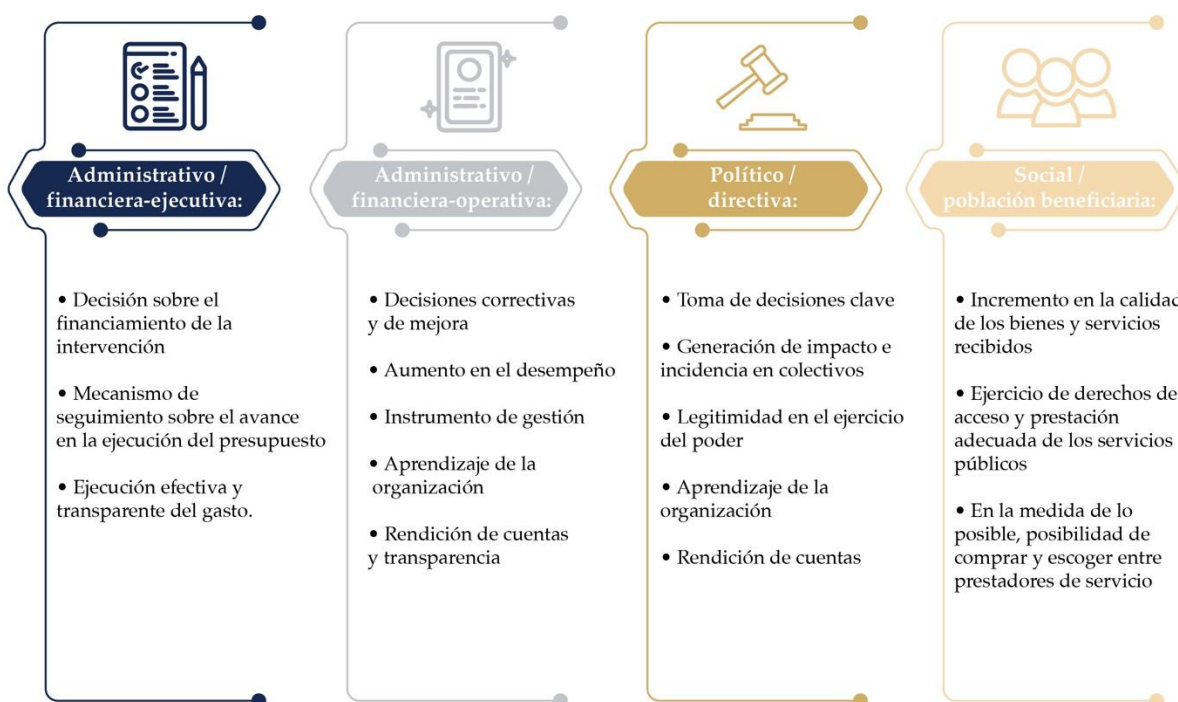 Administrativo /
financiera-ejecutiva:
• Decisión sobre el
financiamiento de la
intervención
• Mecanismo de
seguimiento sobre el avance
en la ejecución del presupuesto
• Ejecución efectiva y
transparente del gasto.
Administrativo /
financiera-operativa:
• Decisiones correctivas
y de mejora
• Aumento en el desempeño
• Instrumento de gestión
• Aprendizaje de la
organización
• Rendición de cuentas
y transparencia
Político /
directiva:
• Toma de decisiones clave
• Generación de impacto e
incidencia en colectivos
• Legitimidad en el ejercicio
del poder
• Aprendizaje de la
organización
• Rendición de cuentas
Social /
población beneficiaria:
• Incremento en la calidad
de los bienes y servicios
recibidos
• Ejercicio de derechos de
acceso y prestación
adecuada de los servicios
públicos
• En la medida de lo
posible, posibilidad de
comprar y escoger entre
prestadores de servicio